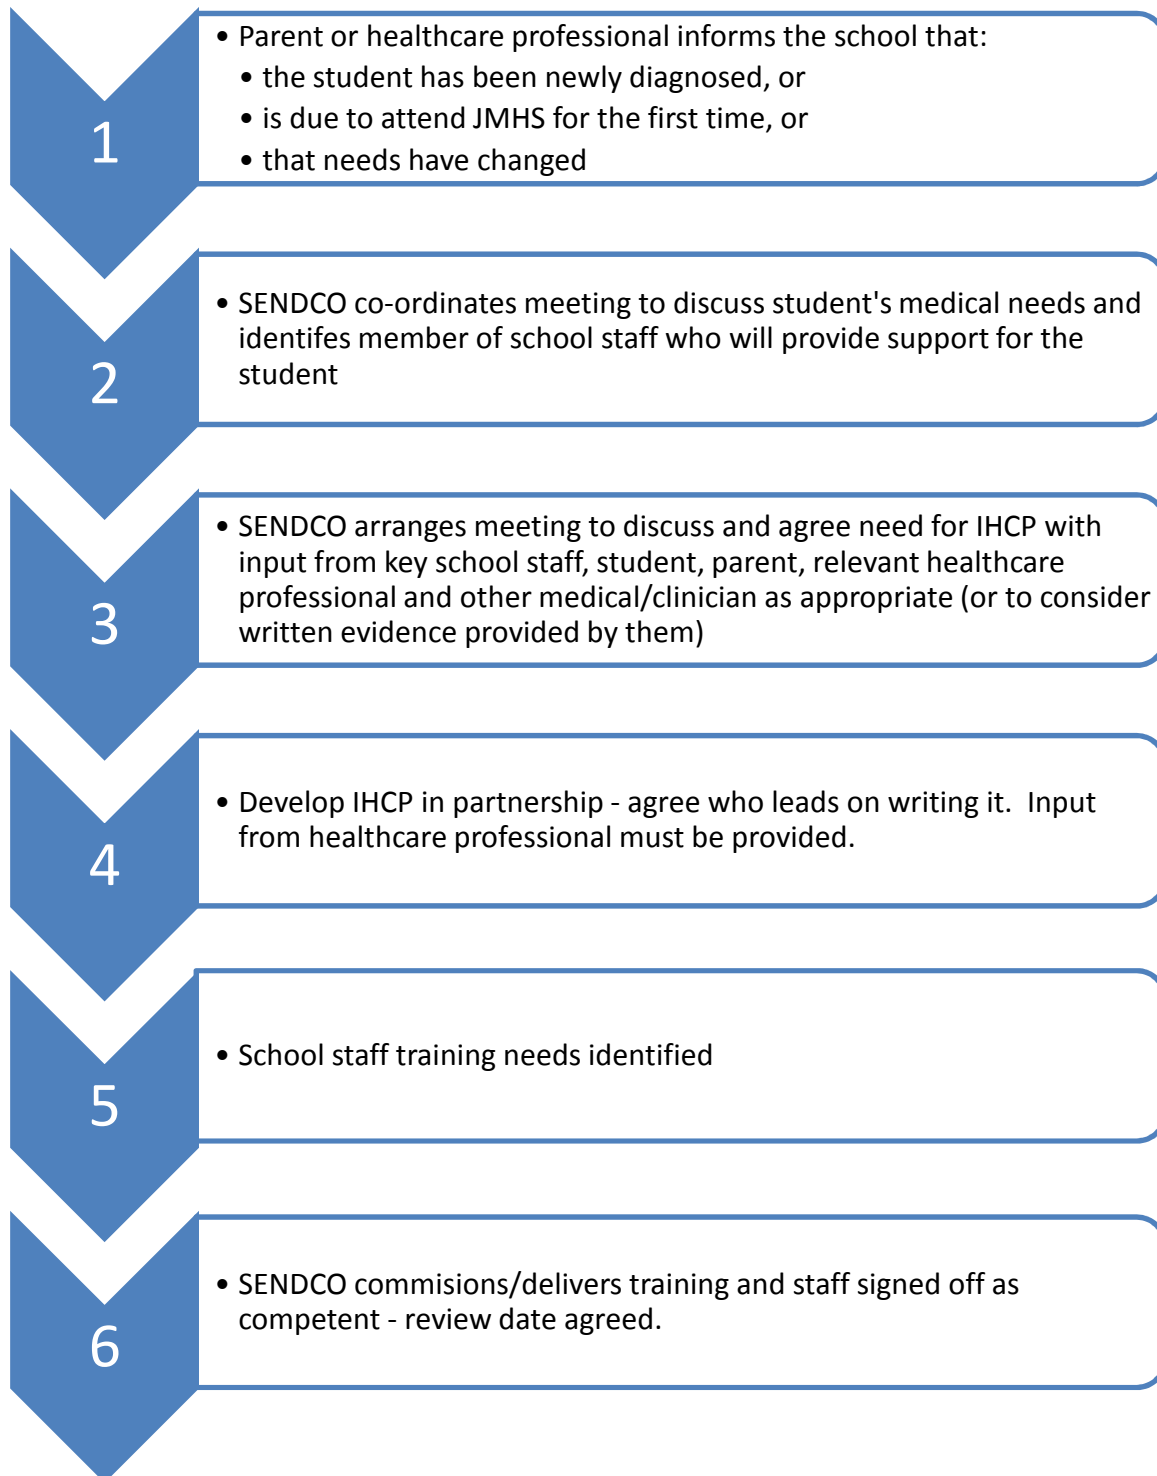 1
• Parent or healthcare professional informs the school that:
• the student has been newly diagnosed, or
• is due to attend JMHS for the first time, or
• that needs have changed
2
• SENDCO co-ordinates meeting to discuss student's medical needs and
identifes member of school staff who will provide support for the
student
3
• SENDCO arranges meeting to discuss and agree need for IHCP with
input from key school staff, student, parent, relevant healthcare
professional and other medical/clinician as appropriate (or to consider
written evidence provided by them)
4
• Develop IHCP in partnership - agree who leads on writing it.  Input
from healthcare professional must be provided.
5
• School staff training needs identified
6
• SENDCO commisions/delivers training and staff signed off as
competent - review date agreed.